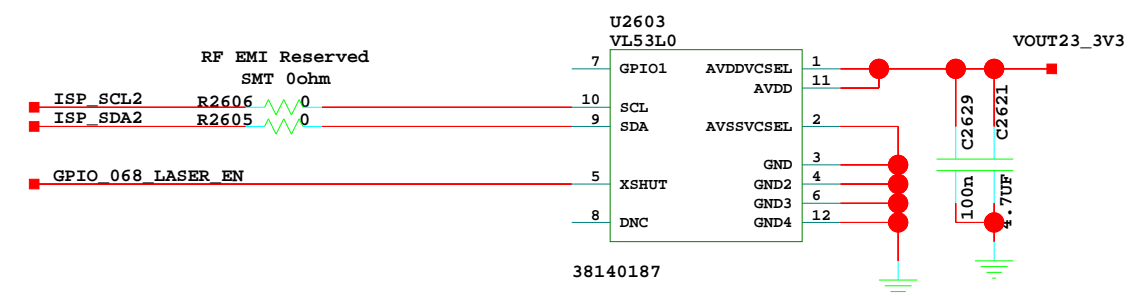 U2603
VL53L0
VOUT23_3V3
RF EMI Reserved
SMT 0ohm
7 GPIO1 AVDDVCSEL 1
AVDD 11
ISP_SCL2 R2606 0 10 SCL
ISP_SDA2 R2605 0 9 SDA AVSSVCSEL 2
C2629 C2621
GND 3
GPIO_068_LASER_EN 5 XSHUT GND2 4
GND3 6
8 DNC GND4 12
100n 4.7UF
38140187